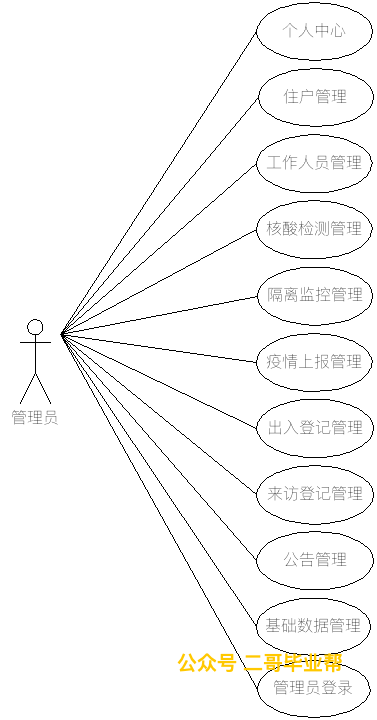 个人中心
住户管理
工作人员管理
核酸检测管理
隔离监控管理
疫情上报管理
管理员
出入登记管理
来访登记管理
公告管理
基础数据管理
公众号 二哥毕业帮
管理员登录